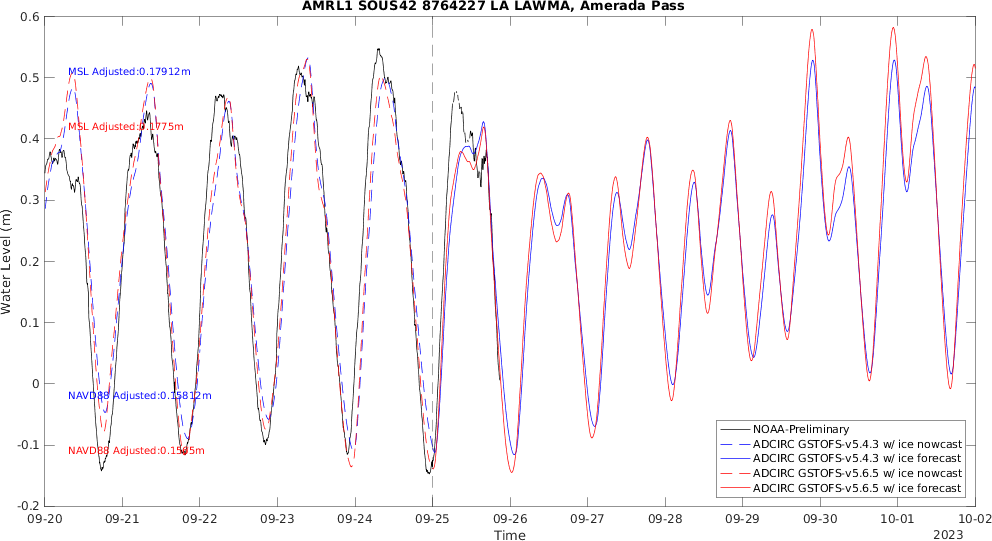 AMRL1 SOUS42 8764227 LA LAWMA, Amerada Pass
0.6
0.5
0.4
0.3
0.2
0.1
0
-0.1
-0.2
Water Level (m)
MSL Adjusted:0.17912m
MSL Adjusted:0.1775m
NAVD88 Adjusted:0.15812m
NAVD88 Adjusted:0.1565m
NOAA-Preliminary
ADCIRC GSTOFS-v5.4.3 w/ ice nowcast
ADCIRC GSTOFS-v5.4.3 w/ ice forecast
ADCIRC GSTOFS-v5.6.5 w/ ice nowcast
ADCIRC GSTOFS-v5.6.5 w/ ice forecast
09-20 09-21 09-22 09-23 09-24 09-25 09-26 09-27 09-28 09-29 09-30 10-01 10-02
Time
2023